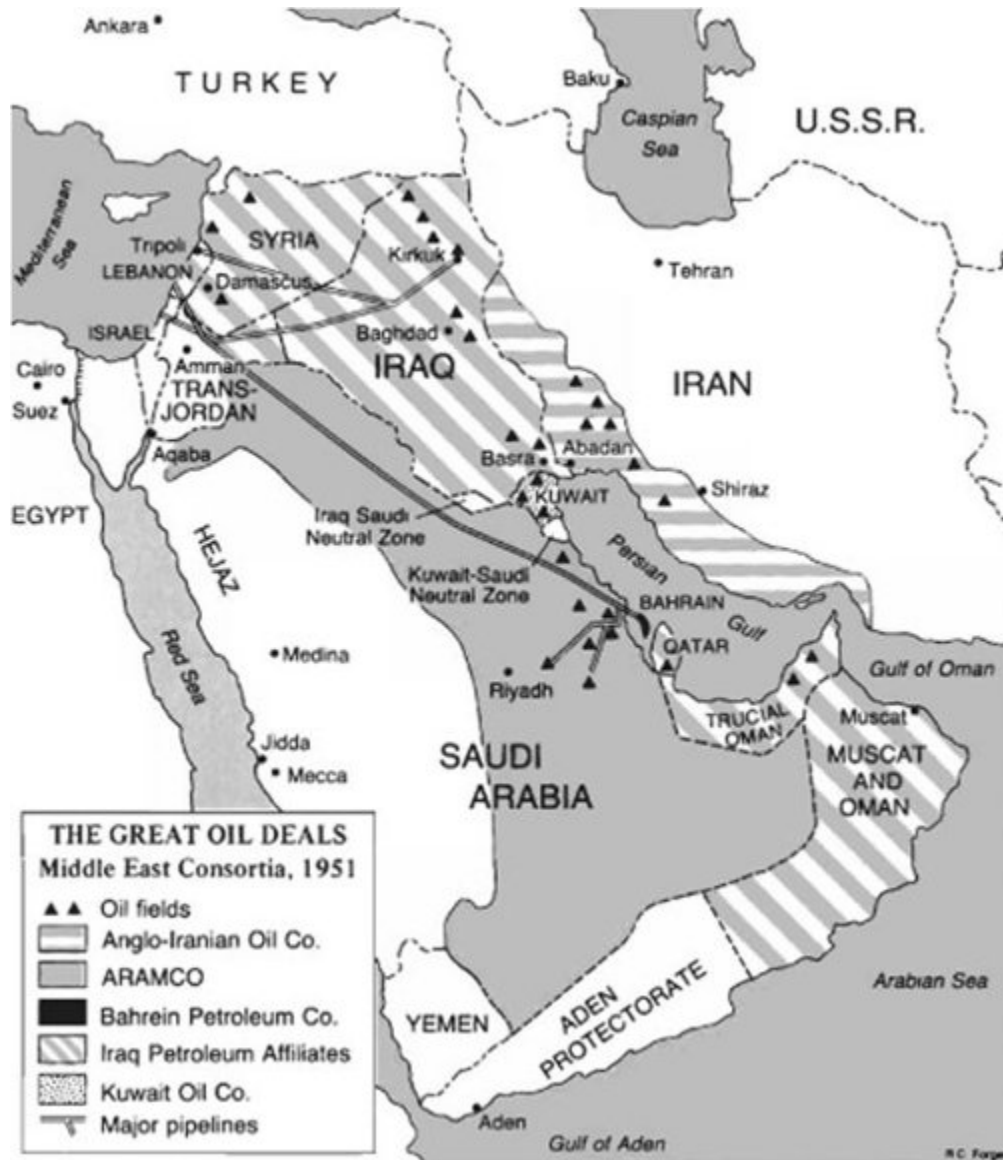 Ankara
TURKEY
Baku
Caspian
Sea
U.S.S.R.
Mediterranean
Sea
Tripoli
SYRIA
Kirkuk
Tehran
LEBANON
Damascus
ISRAEL
Baghdad
IRAQ
IRAN
Cairo
Suez
Amman
TRANS-
JORDAN
Aqaba
Basra
Abadan
Shiraz
EGYPT
KUWAIT
Iraq Saudi
Neutral Zone
HEJAZ
Kuwait-Saudi
Neutral Zone
Persian
Gulf
BAHRAIN
QATAR
Gulf of Oman
Red Sea
Medina
Riyadh
TRUCIAL
OMAN
Muscat
MUSCAT
AND
OMAN
Jidda
Mecca
SAUDI
ARABIA
THE GREAT OIL DEALS
Middle East Consortia, 1951
Oil fields
Anglo-Iranian Oil Co.
ARAMCO
Bahrein Petroleum Co.
Iraq Petroleum Affiliates
Kuwait Oil Co.
Major pipelines
YEMEN
ADEN
PROTECTORATE
Arabian Sea
Aden
Gulf of Aden